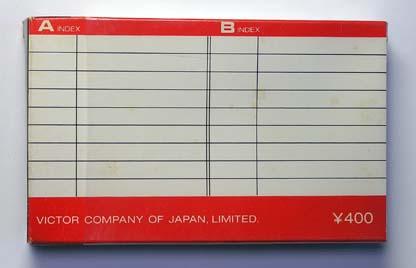 A INDEX B INDEX
VICTOR COMPANY OF JAPAN, LIMITED. ¥400